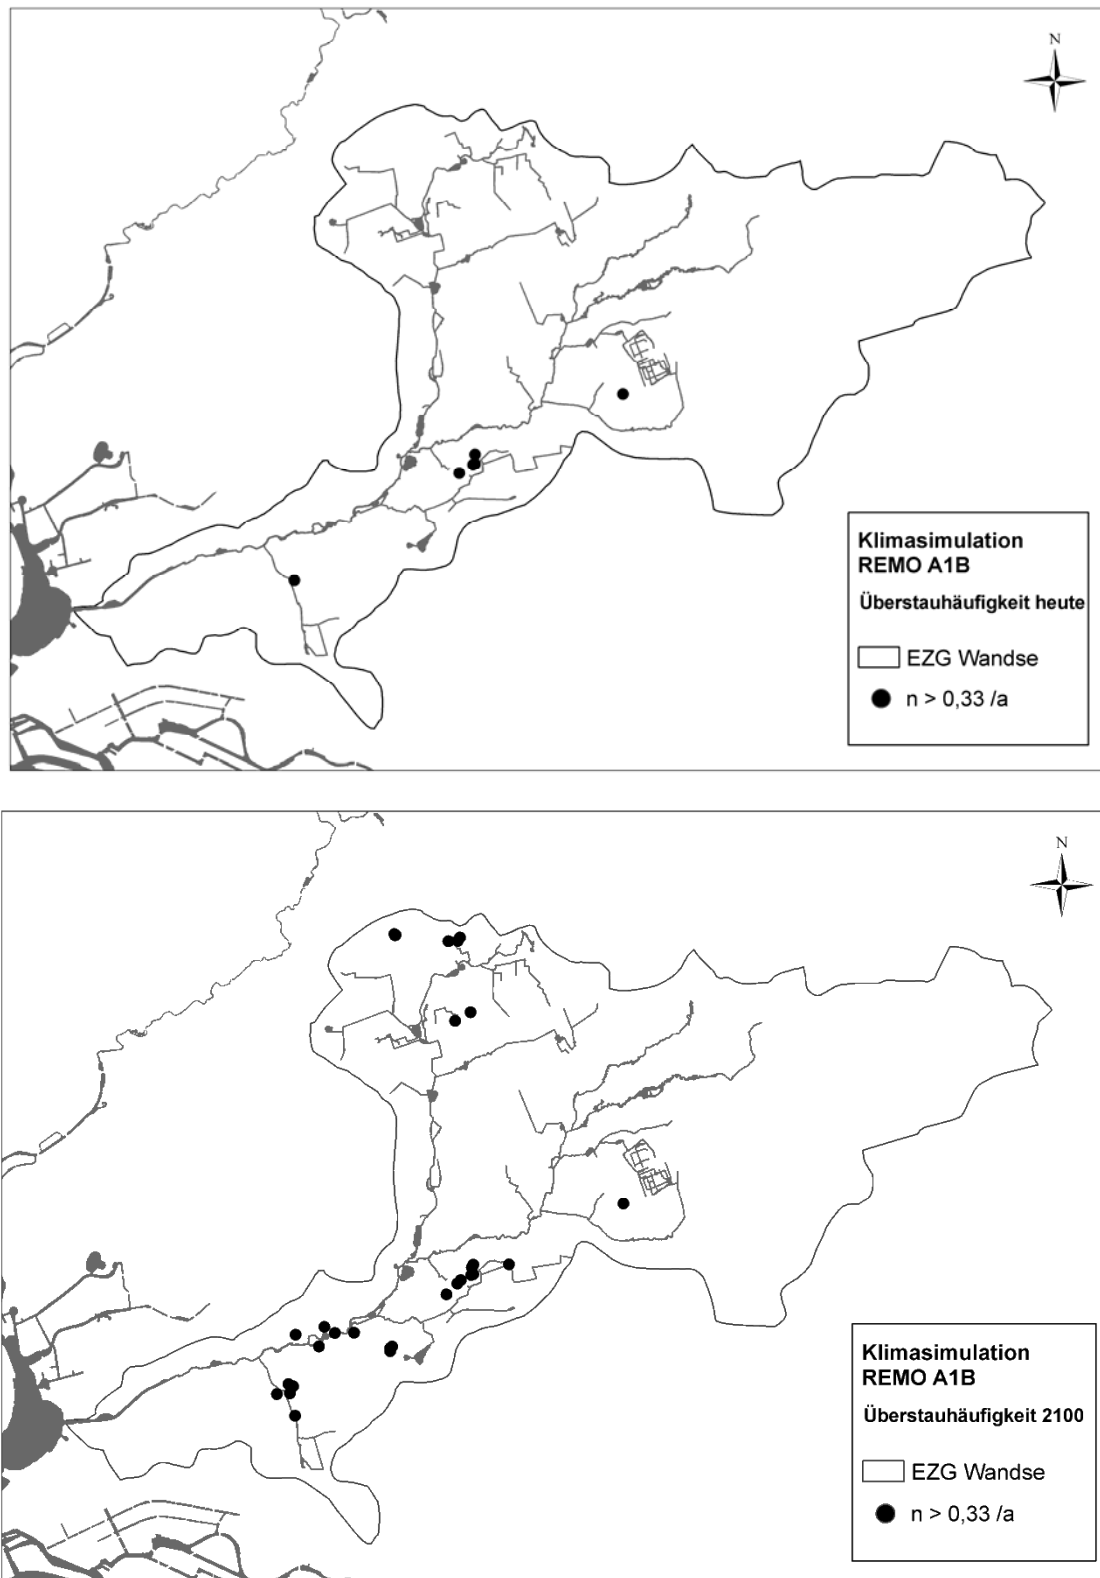 N
Klimasimulation
REMO A1B
Überstauhäufigkeit heute
EZG Wandse
n > 0,33 /a
N
Klimasimulation
REMO A1B
Überstauhäufigkeit 2100
EZG Wandse
n > 0,33 /a